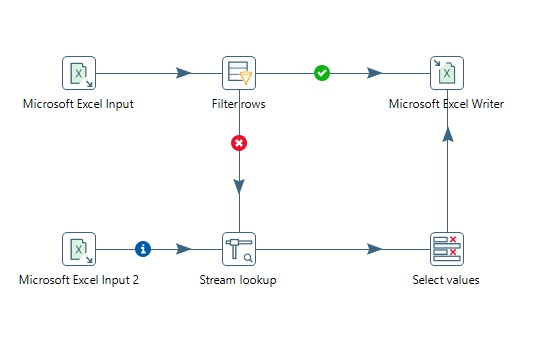 Microsoft Excel Input
Filter rows
Microsoft Excel Writer
Microsoft Excel Input 2
Stream lookup
Select values